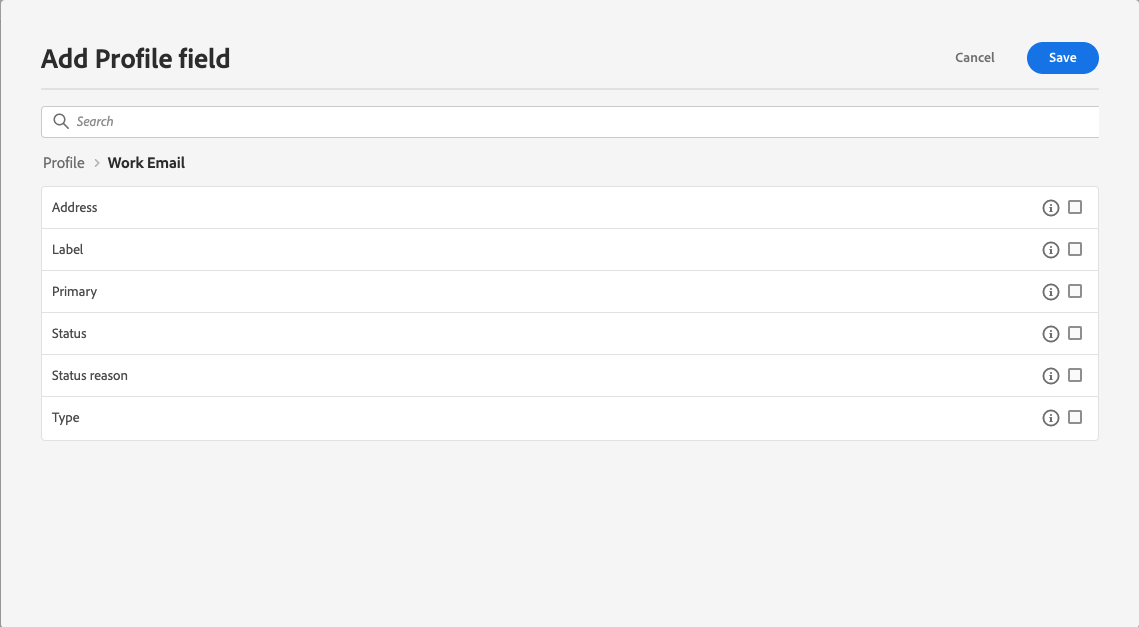 Add Profile field
Cancel
Save
Search
Profile > Work Email
Address
Label
Primary
Status
Status reason
Type